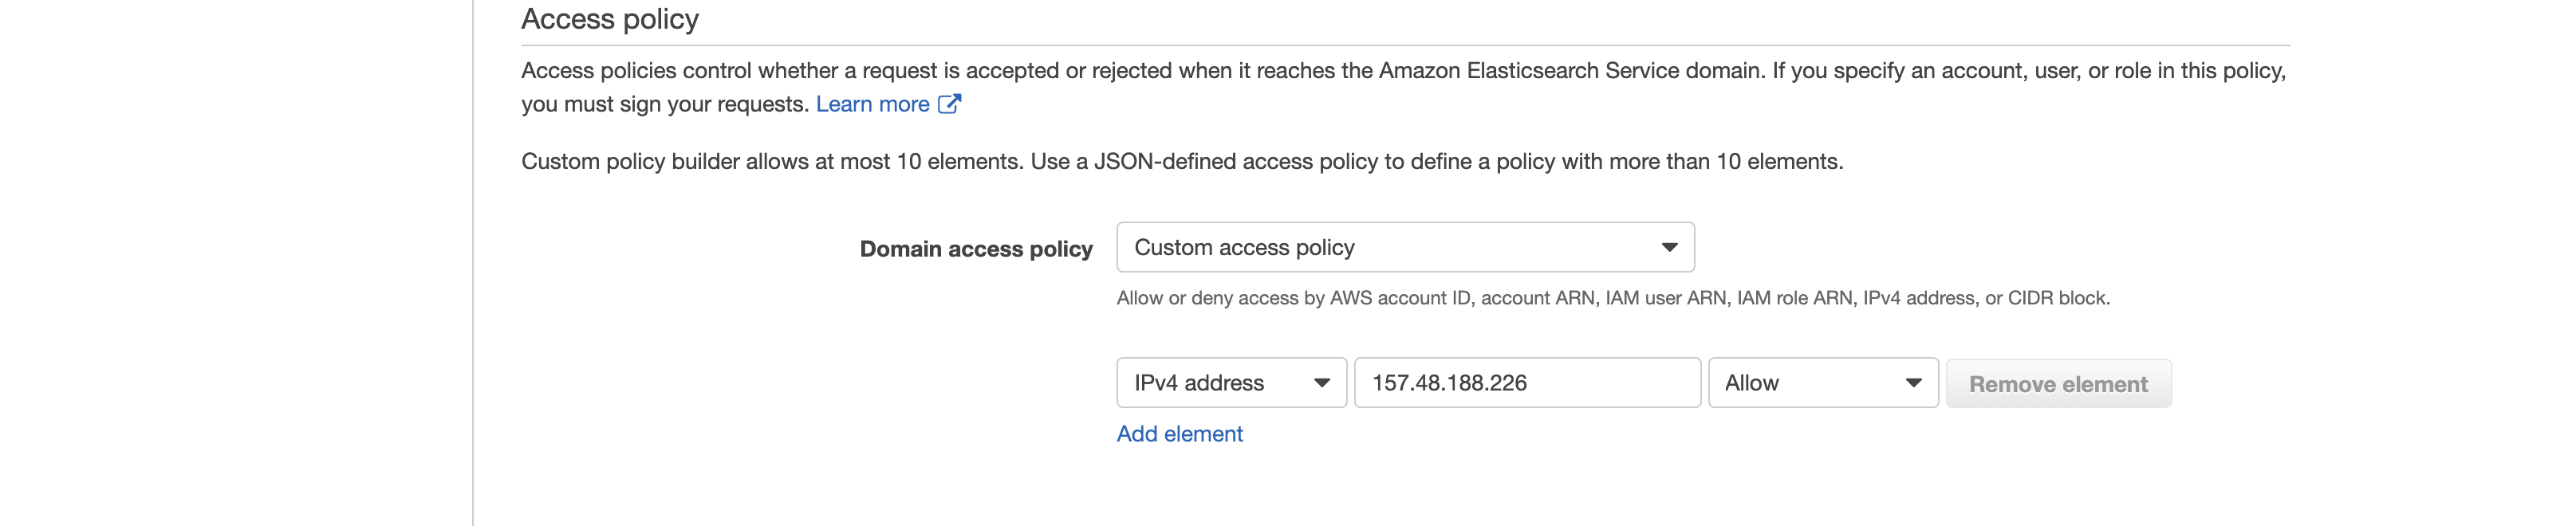 Access policy
Access policies control whether a request is accepted or rejected when it reaches the Amazon Elasticsearch Service domain. If you specify an account, user, or role in this policy,
you must sign your requests. Learn more
Custom policy builder allows at most 10 elements. Use a JSON-defined access policy to define a policy with more than 10 elements.
Domain access policy Custom access policy
Allow or deny access by AWS account ID, account ARN, IAM user ARN, IAM role ARN, IPv4 address, or CIDR block.
IPv4 address 157.48.188.226 Allow Remove element
Add element